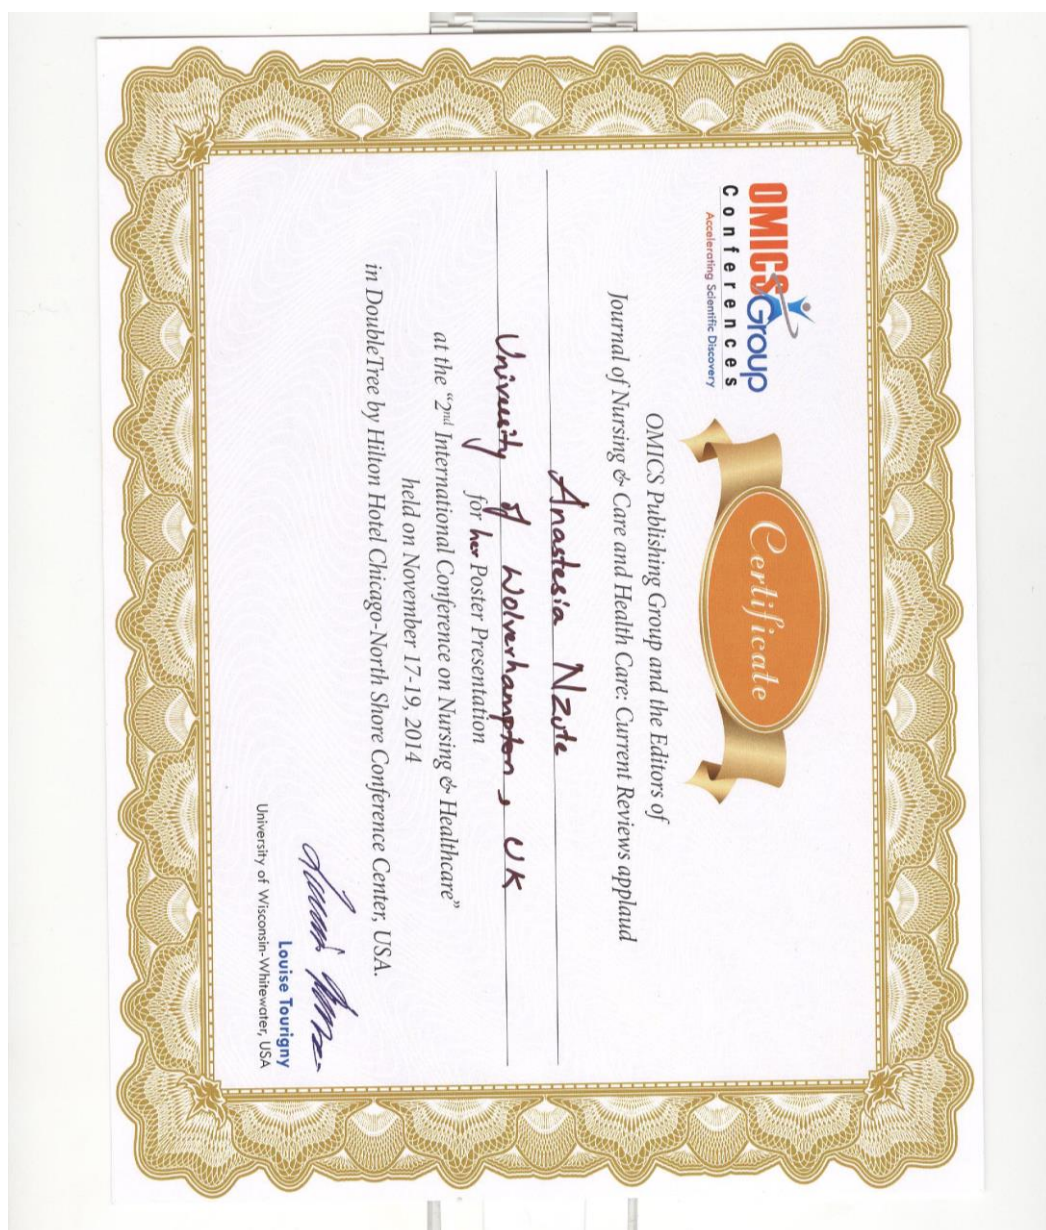 OMICS Group
Conferences
Accelerating Scientific Discovery
Certificate
OMICS Publishing Group and the Editors of
Journal of Nursing & Care and Health Care: Current Reviews applaud
Anastesia Nzute
University of Wolverhampton, UK
for her Poster Presentation
at the “2nd International Conference on Nursing & Healthcare”
held on November 17-19, 2014
in DoubleTree by Hilton Hotel Chicago-North Shore Conference Center, USA.
Louise Tourigny
University of Wisconsin-Whitewater, USA